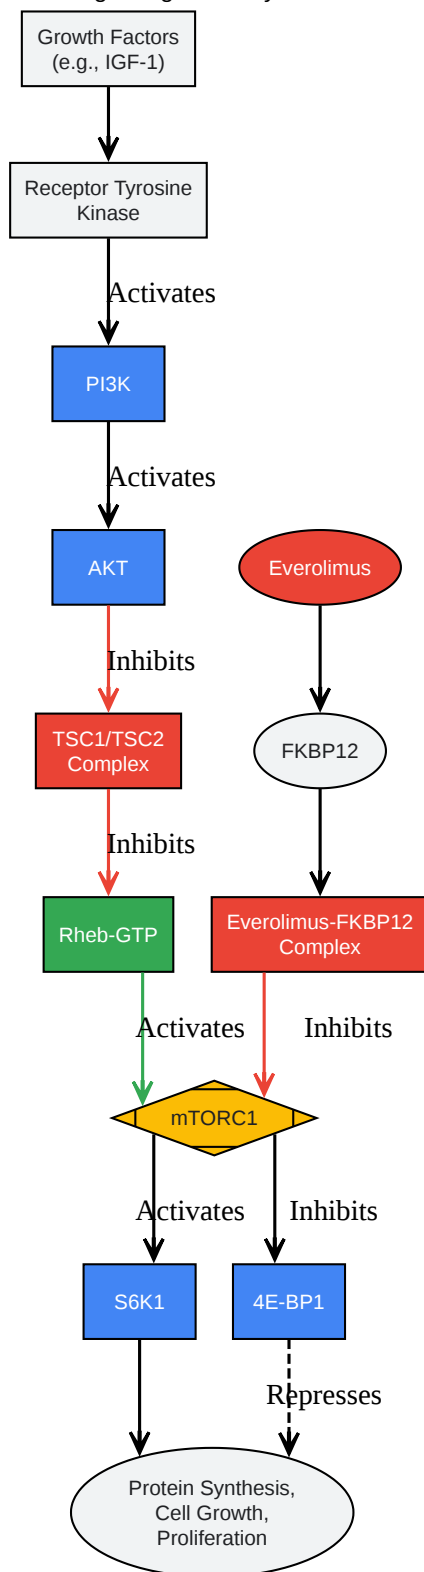 Growth Factors
(e.g., IGF-1)
Receptor Tyrosine
Kinase
Activates
PI3K
Activates
AKT
Everolimus
Inhibits
TSC1/TSC2
Complex
FKBP12
Inhibits
Rheb-GTP
Everolimus-FKBP12
Complex
Activates
Inhibits
mTORC1
Activates
Inhibits
S6K1
4E-BP1
Represses
Protein Synthesis,
Cell Growth,
Proliferation